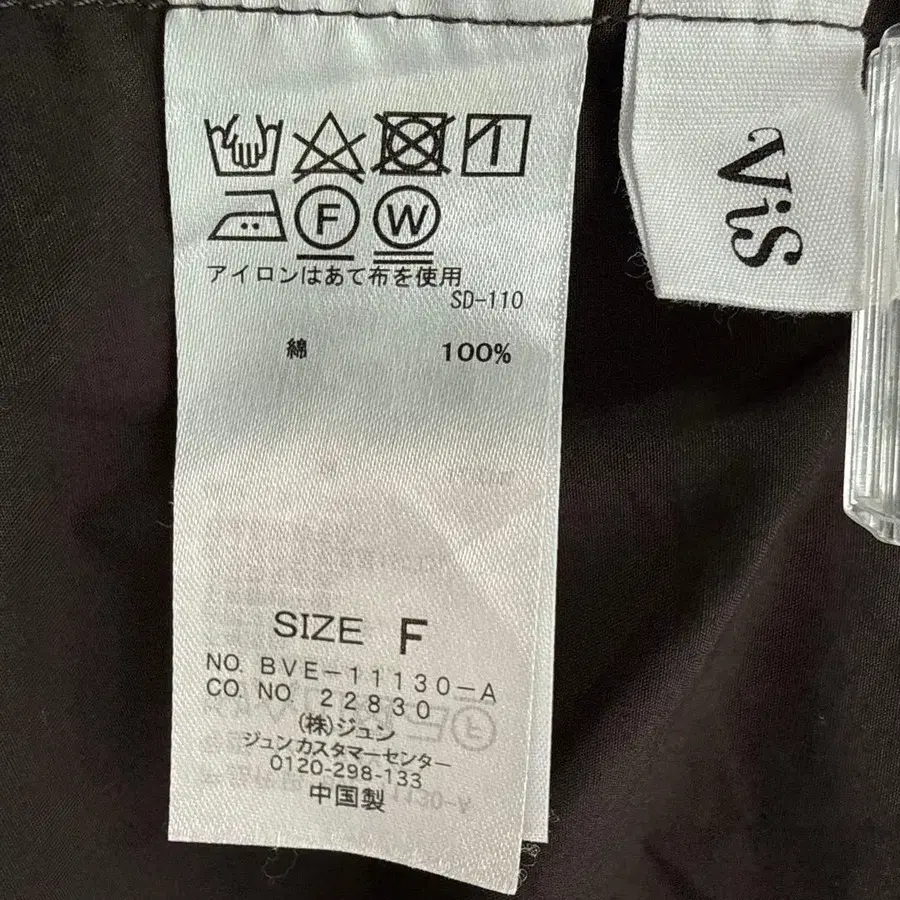 F W
アイロンはあて布を使用
SD-110
綿 100%
SIZE F
NO. BVE-11130-A
CO. NO. 22830
(株)ジュン
ジュンカスタマーセンター
0120-298-133
中国製
ViS